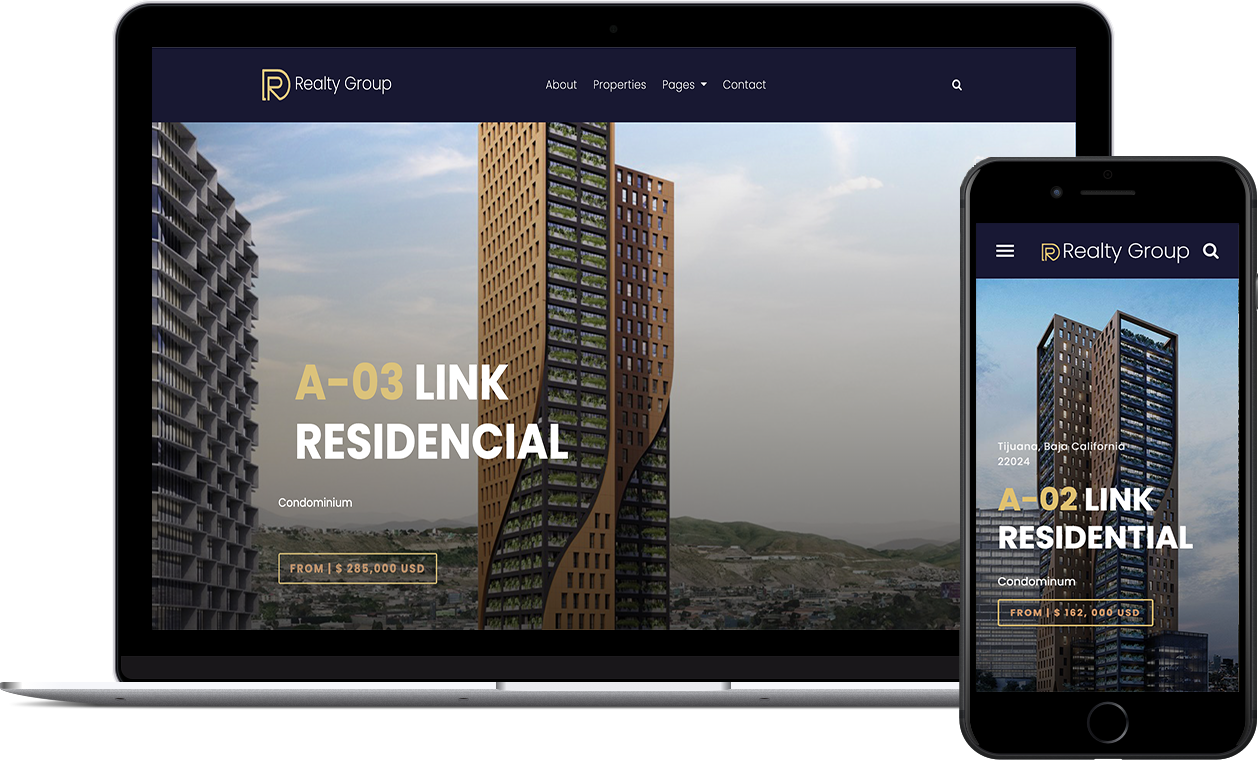 Realty Group
About Properties Pages Contact
A-03 LINK
RESIDENCIAL
Condominium
FROM | $ 285,000 USD
Realty Group
Tijuana, Baja California
22024
A-02 LINK
RESIDENTIAL
Condominum
FROM | $ 162, 000 USD